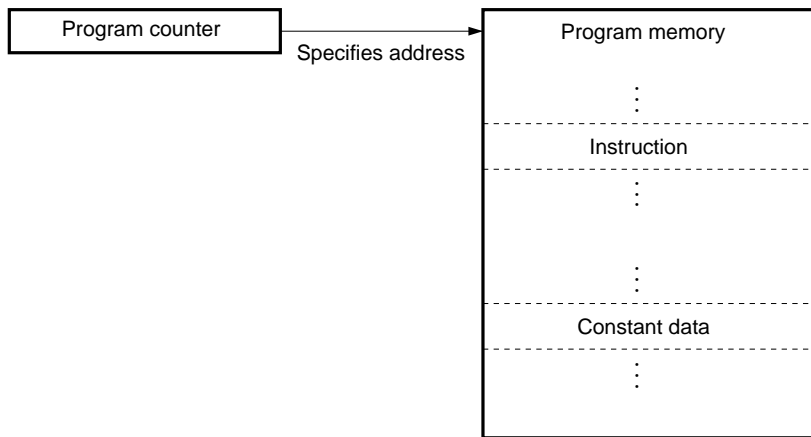 Program counter
Specifies address
Program memory
Instruction
Constant data